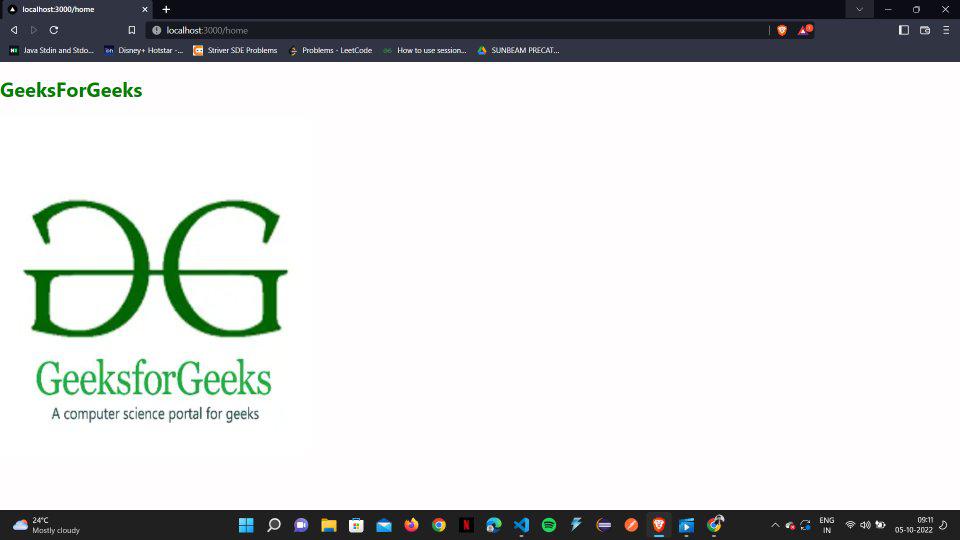 localhost:3000/home
localhost:3000/home
Java Stdin and Stdo... Disney+ Hotstar -... Striver SDE Problems Problems - LeetCode How to use session... SUNBEAM PRECAT...
GeeksForGeeks
GeeksforGeeks
A computer science portal for geeks
24°C
Mostly cloudy
ENG
IN
09:11
05-10-2022